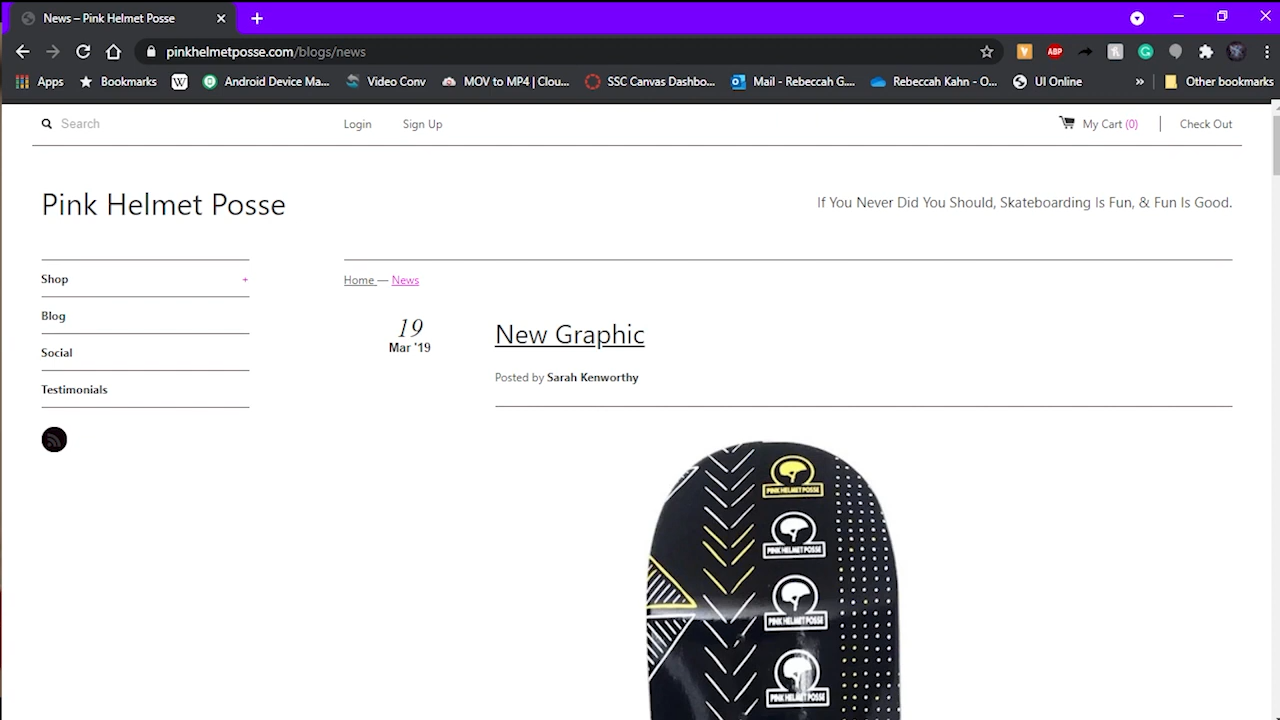 News – Pink Helmet Posse
pinkhelmetposse.com/blogs/news
ABP
Apps
Bookmarks
W
Android Device Ma...
Video Conv
MOV to MP4 | Clou...
SSC Canvas Dashbo...
Mail - Rebeccah G....
Rebeccah Kahn - O...
UI Online
»
Other bookmarks
Search
Login
Sign Up
My Cart (0)
Check Out
Pink Helmet Posse
If You Never Did You Should, Skateboarding Is Fun, & Fun Is Good.
Shop +
Blog
Social
Testimonials
Home — News
19
Mar '19
New Graphic
Posted by Sarah Kenworthy
PINK HELMET POSSE
PINK HELMET POSSE
PINK HELMET POSSE
PINK HELMET POSSE